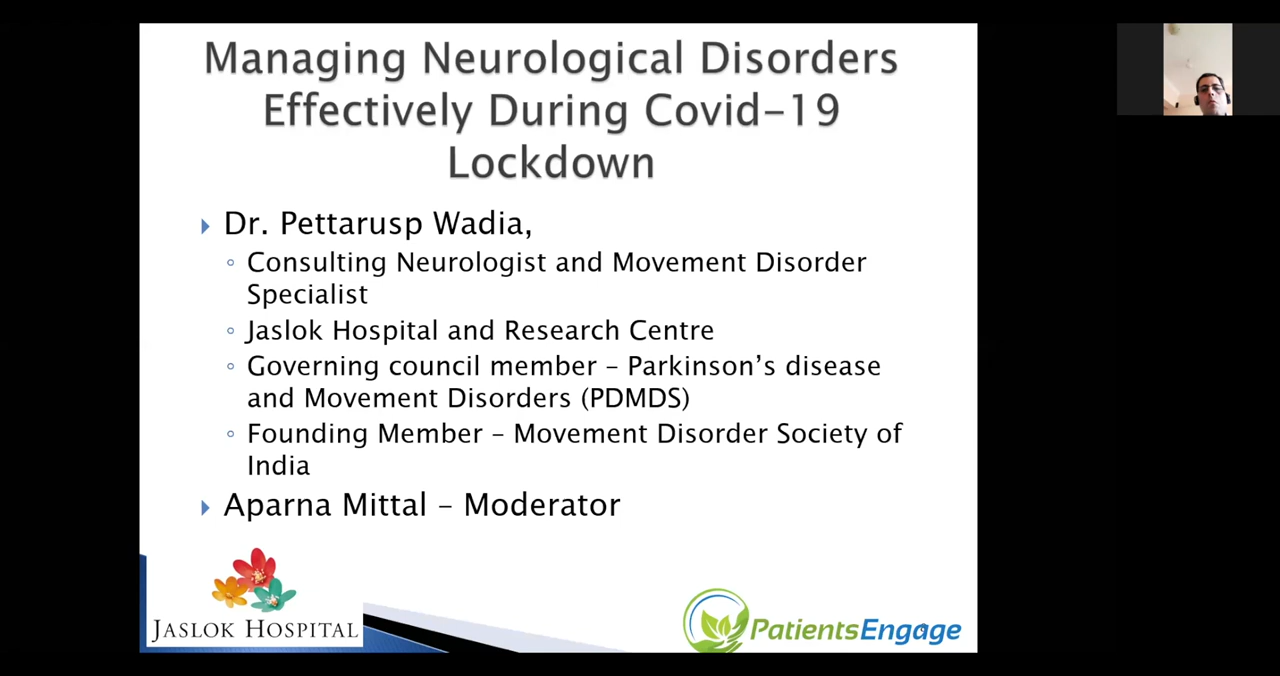 Managing Neurological Disorders
Effectively During Covid-19
Lockdown
Dr. Pettarusp Wadia,
Consulting Neurologist and Movement Disorder
Specialist
Jaslok Hospital and Research Centre
Governing council member – Parkinson's disease
and Movement Disorders (PDMDS)
Founding Member – Movement Disorder Society of
India
Aparna Mittal – Moderator
JASLOK HOSPITAL
PatientsEngage